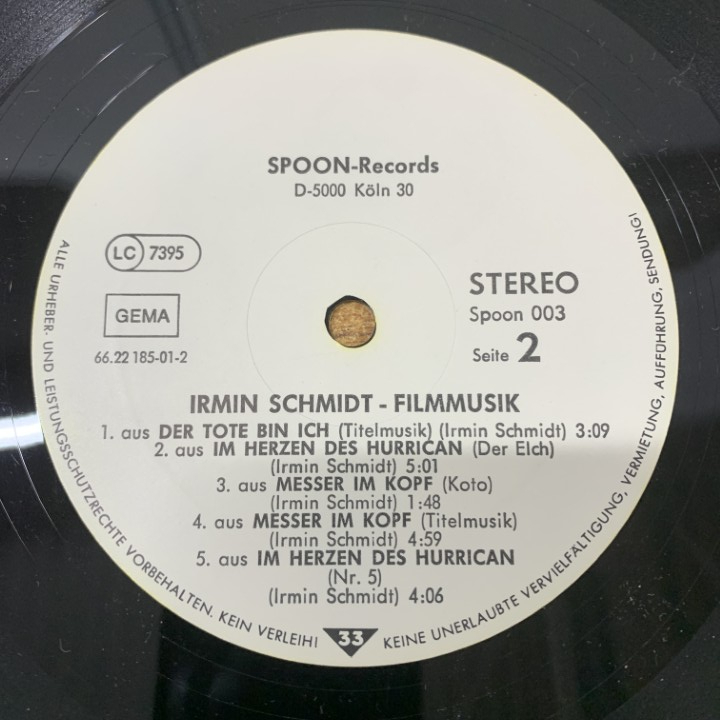 SPOON-Records
D-5000 Köln 30
LC 7395
GEMA
66.22 185-01-2
STEREO
Spoon 003
Seite 2
IRMIN SCHMIDT - FILMMUSIK
1. aus DER TOTE BIN ICH (Titelmusik) (Irmin Schmidt) 3:09
2. aus IM HERZEN DES HURRICAN (Der Elch)
(Irmin Schmidt) 5:01
3. aus MESSER IM KOPF (Koto)
(Irmin Schmidt) 1:48
4. aus MESSER IM KOPF (Titelmusik)
(Irmin Schmidt) 4:59
5. aus IM HERZEN DES HURRICAN
(Nr. 5)
(Irmin Schmidt) 4:06
ALLE URHEBER- UND LEISTUNGSSCHUTZRECHTE VORBEHALTEN. KEIN VERLEIH! 33 KEINE UNERLAUBTE VERVIELFÄLTIGUNG, VERMIETUNG, AUFFÜHRUNG, SENDUNG!